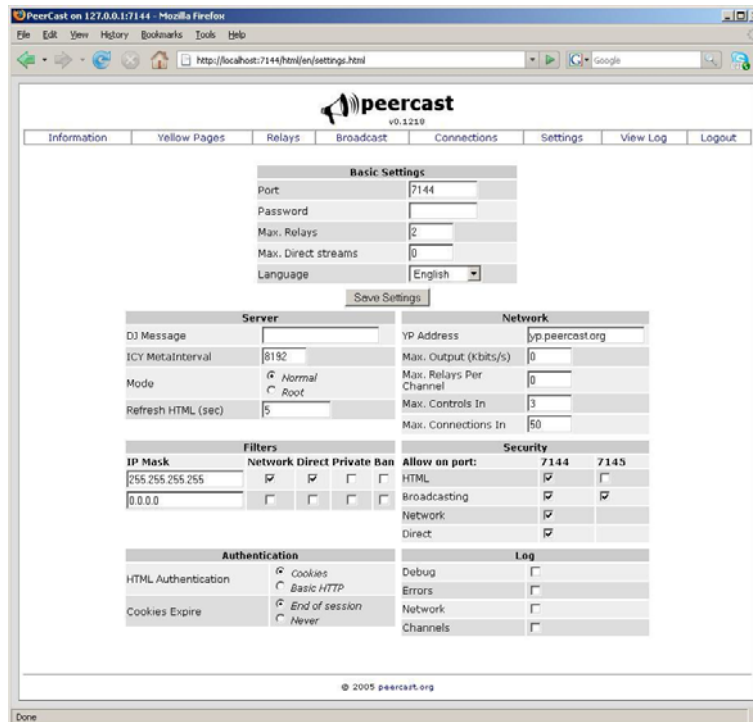 PeerCast on 127.0.0.1:7144 - Mozilla Firefox
File Edit View History Bookmarks Tools Help
http://localhost:7144/html/en/settings.html
Google
peercast
v0.1218
Information Yellow Pages Relays Broadcast Connections Settings View Log Logout
Basic Settings
Port 7144
Password
Max. Relays 2
Max. Direct streams 0
Language English
Save Settings
Server
DJ Message
ICY MetaInterval 8192
Mode Normal
Root
Refresh HTML (sec) 5
Network
YP Address yp.peercast.org
Max. Output (Kbits/s) 0
Max. Relays Per Channel 0
Max. Controls In 3
Max. Connections In 50
Filters
IP Mask Network Direct Private Ban
255.255.255.255
0.0.0.0
Security
Allow on port: 7144 7145
HTML
Broadcasting
Network
Direct
Authentication
HTML Authentication Cookies
Basic HTTP
Cookies Expire End of session
Never
Log
Debug
Errors
Network
Channels
© 2005 peercast.org
Done